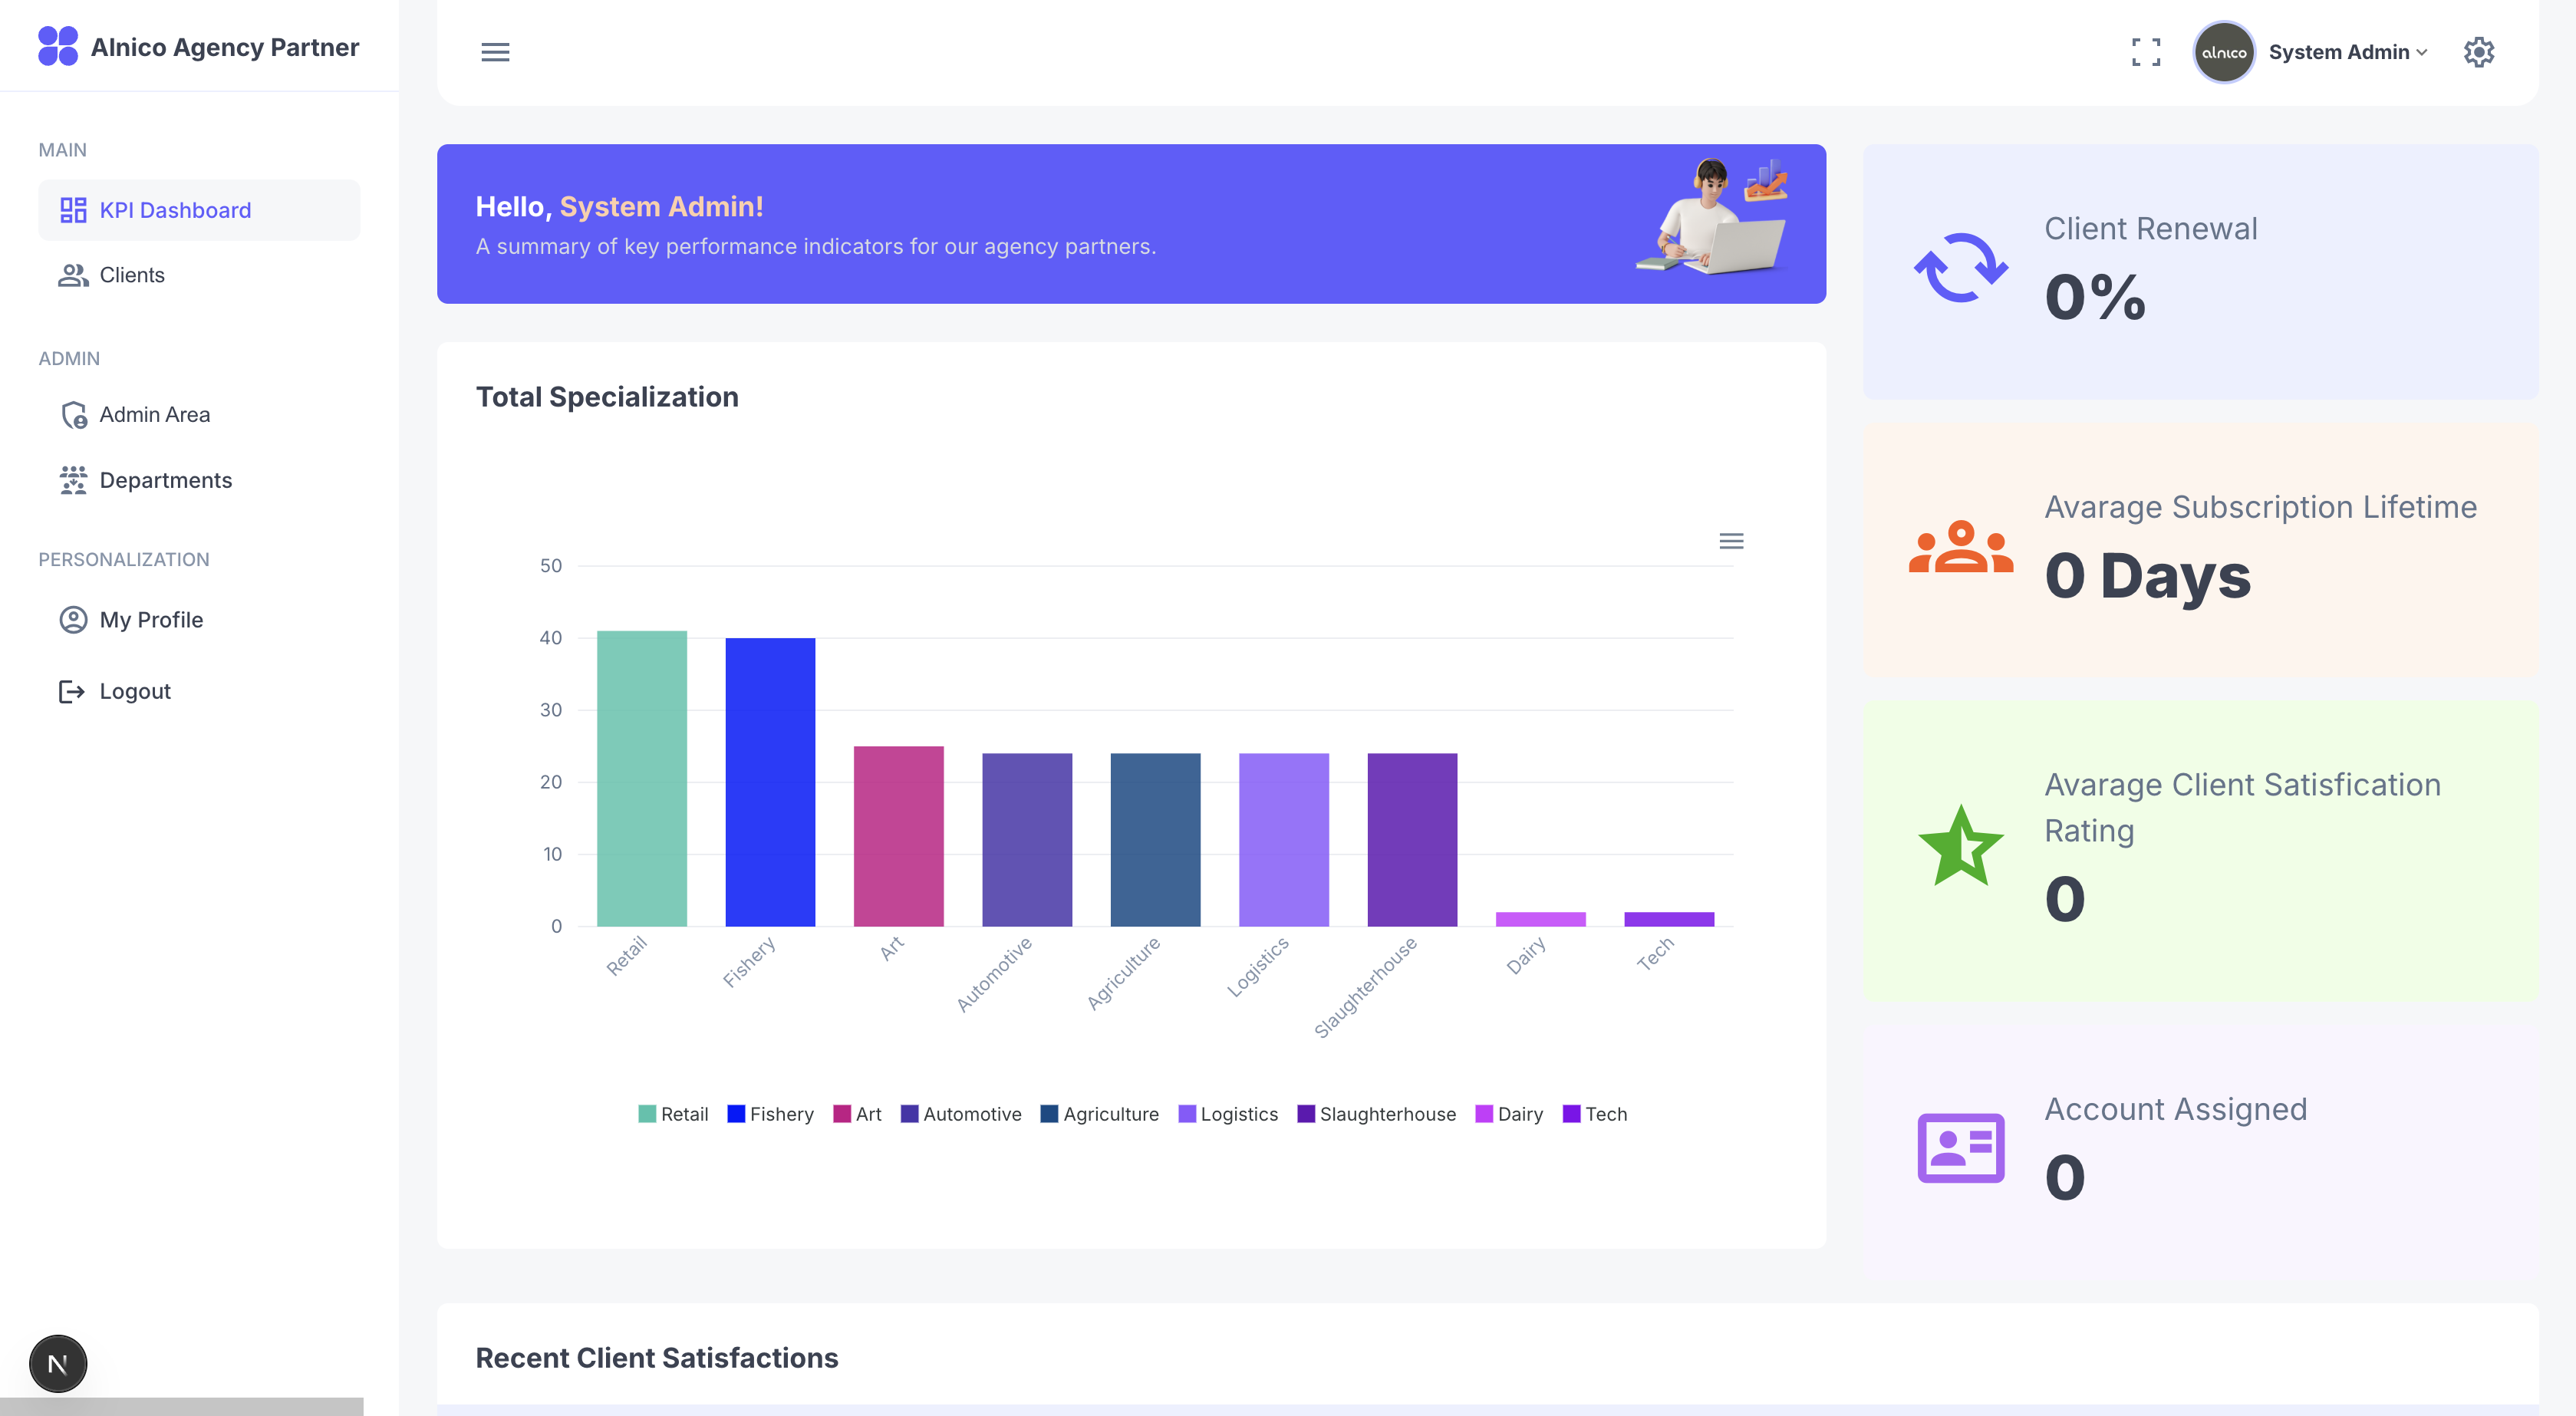 Alnico Agency Partner
MAIN
KPI Dashboard
Clients
ADMIN
Admin Area
Departments
PERSONALIZATION
My Profile
Logout
N
alnico
System Admin
Hello, System Admin!
A summary of key performance indicators for our agency partners.
Total Specialization
50
40
30
20
10
0
Retail
Fishery
Art
Automotive
Agriculture
Logistics
Slaughterhouse
Dairy
Tech
Retail Fishery Art Automotive Agriculture Logistics Slaughterhouse Dairy Tech
Client Renewal
0%
Avarage Subscription Lifetime
0 Days
Avarage Client Satisfication
Rating
0
Account Assigned
0
Recent Client Satisfactions